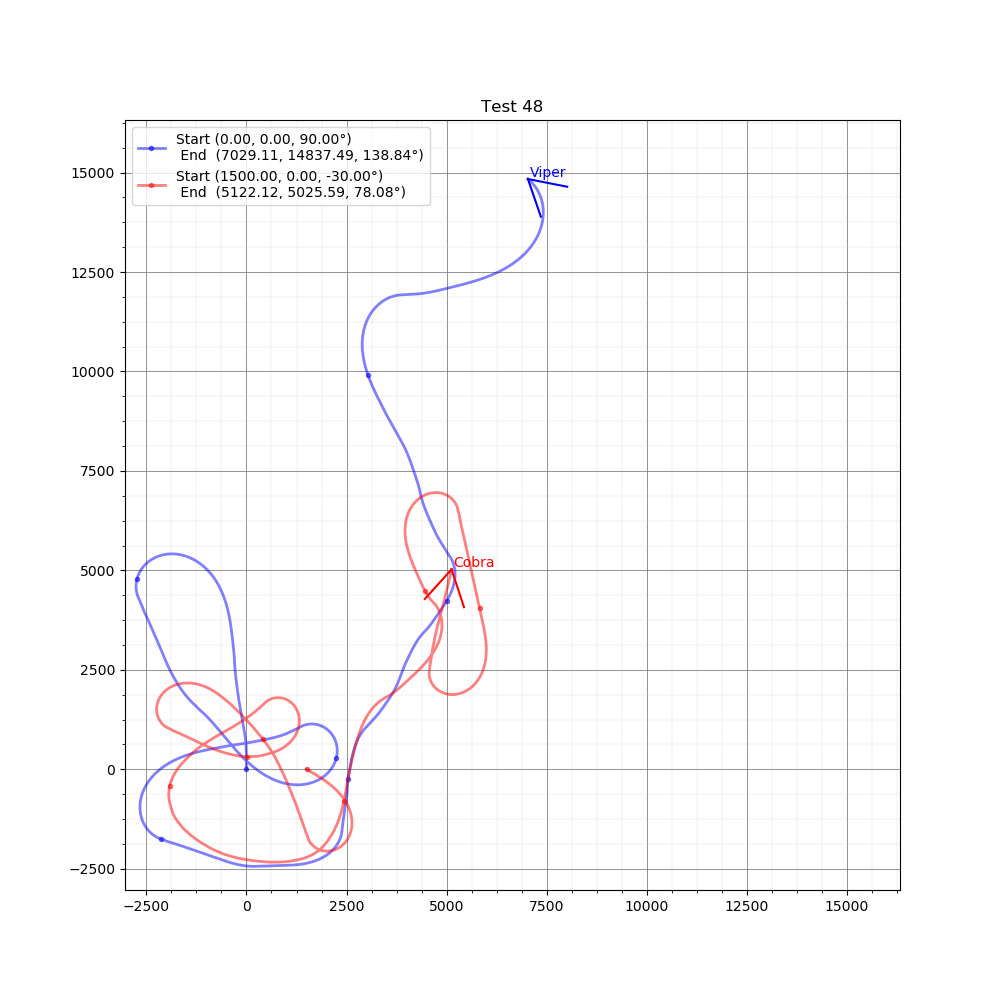 Test 48
Start (0.00, 0.00, 90.00°)
End (7029.11, 14837.49, 138.84°)
Start (1500.00, 0.00, -30.00°)
End (5122.12, 5025.59, 78.08°)
Viper
Cobra
15000
12500
10000
7500
5000
2500
0
−2500
−2500 0 2500 5000 7500 10000 12500 15000